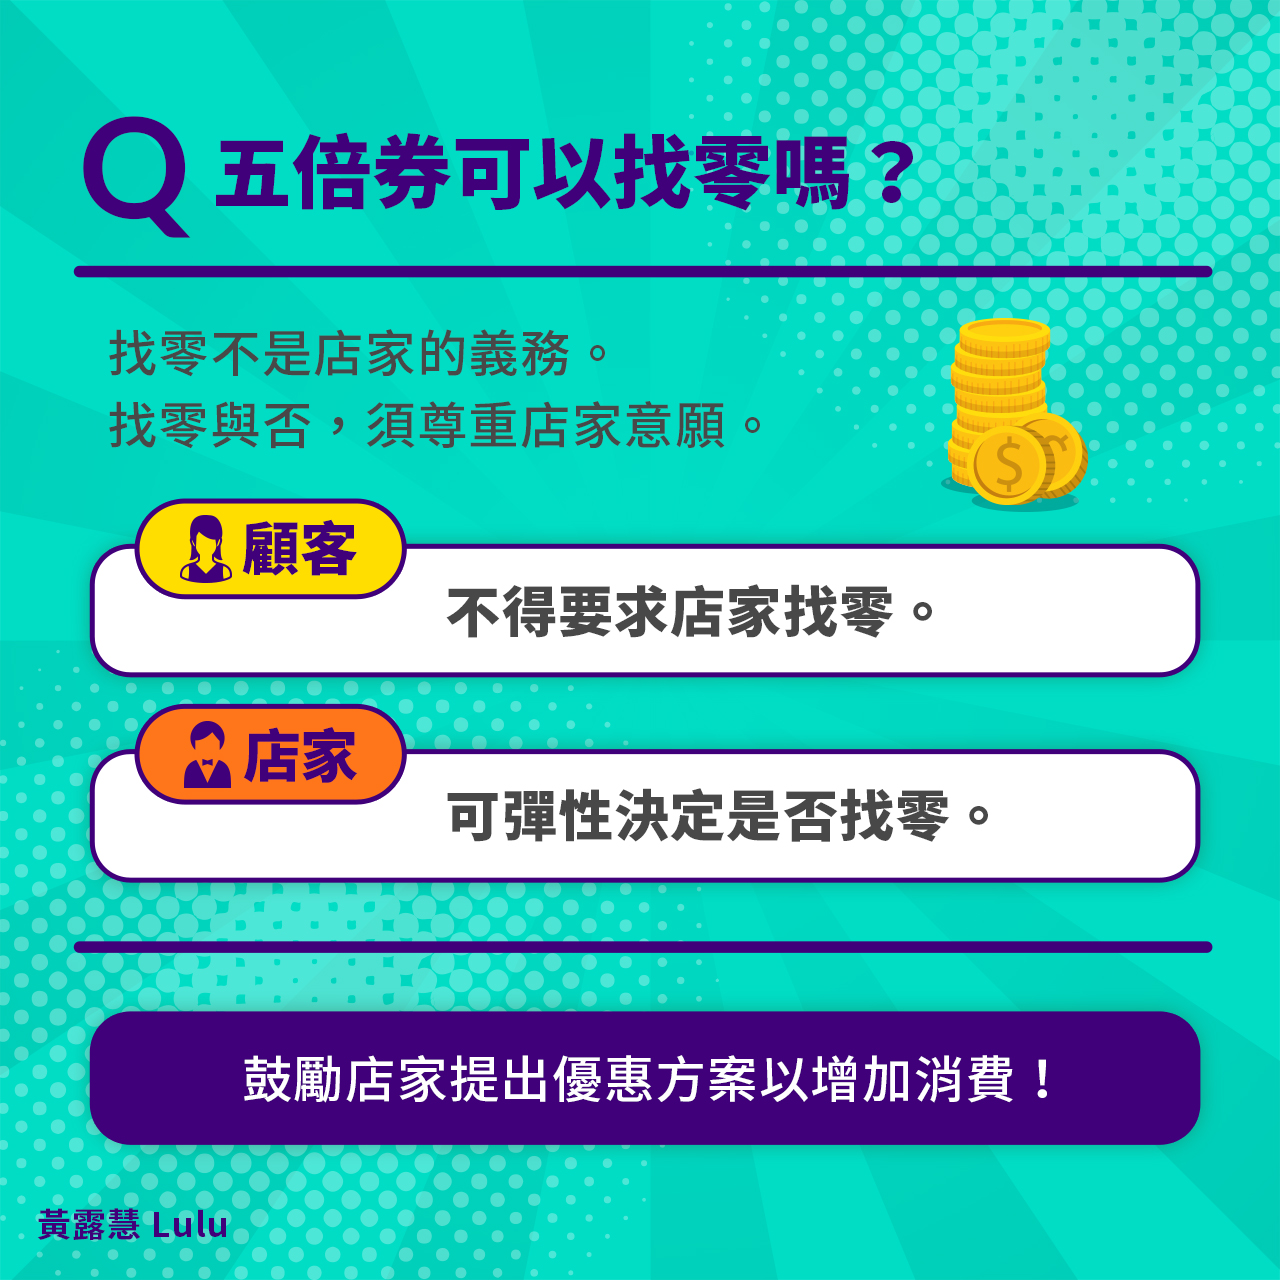 Q 五倍券可以找零嗎？
找零不是店家的義務。
找零與否，須尊重店家意願。
顧客
不得要求店家找零。
店家
可彈性決定是否找零。
鼓勵店家提出優惠方案以增加消費！
黃露慧 Lulu